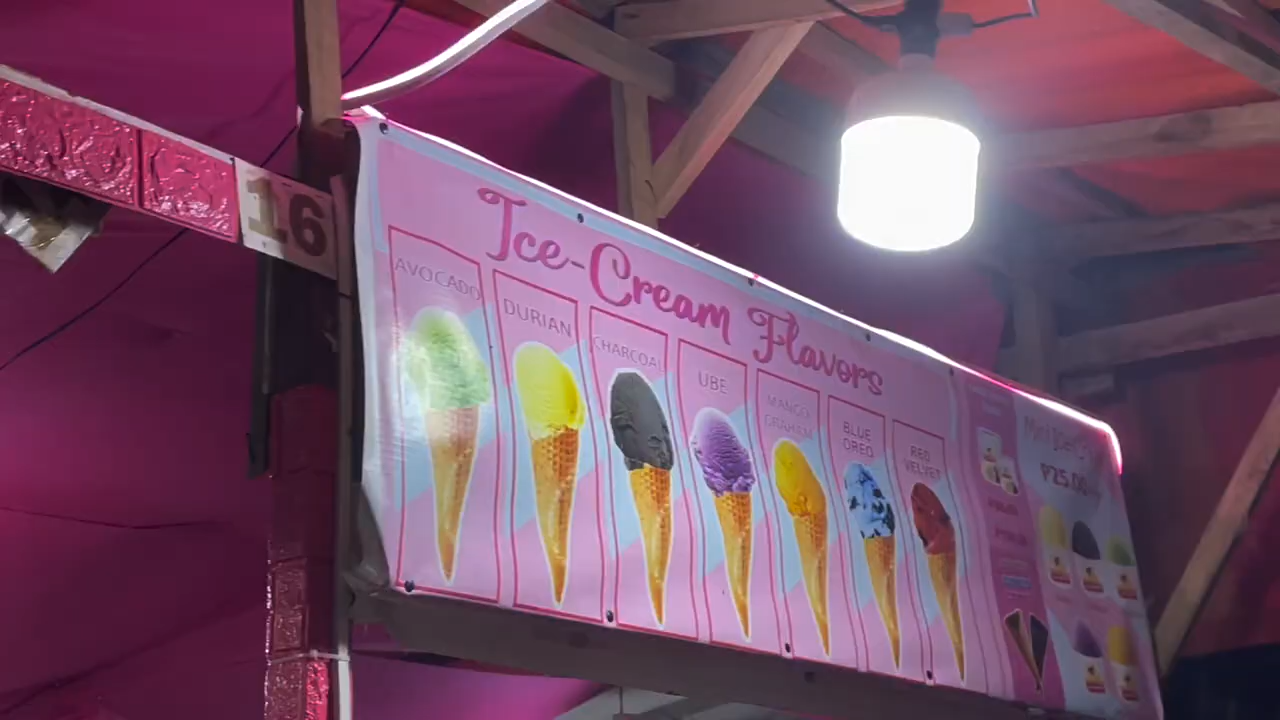 16
Ice-Cream Flavors
AVOCADO
DURIAN
CHARCOAL
UBE
MANGO
GRAHAM
BLUE
OREO
RED
VELVET
₱25.00